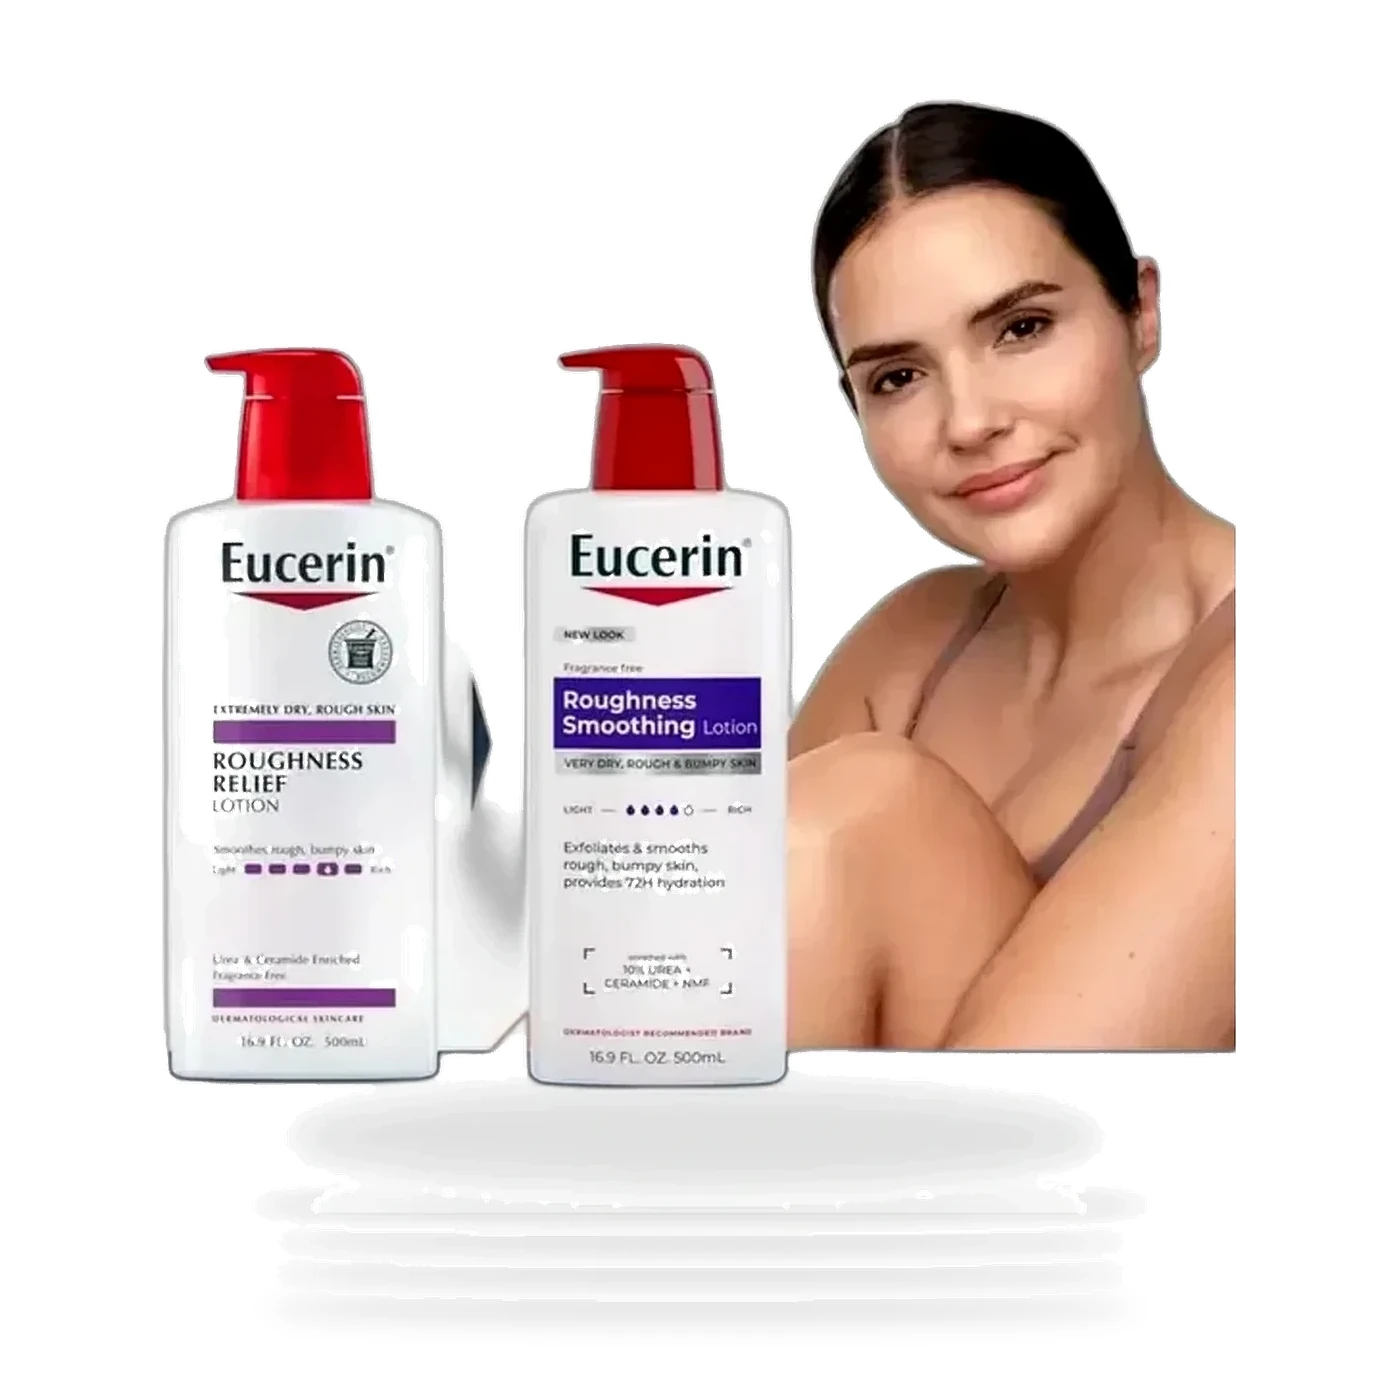 Eucerin®
EXTREMELY DRY, ROUGH SKIN
ROUGHNESS
RELIEF
LOTION
Smoothes rough, bumpy skin
Light Rich
Urea & Ceramide Enriched
Fragrance Free
DERMATOLOGICAL SKINCARE
16.9 FL. OZ. 500mL
Eucerin®
NEW LOOK
Fragrance free
Roughness
Smoothing Lotion
VERY DRY, ROUGH & BUMPY SKIN
LIGHT — — RICH
Exfoliates & smooths
rough, bumpy skin,
provides 72H hydration
enriched with
10% UREA +
CERAMIDE + NMF
DERMATOLOGIST RECOMMENDED BRAND
16.9 FL. OZ. 500mL